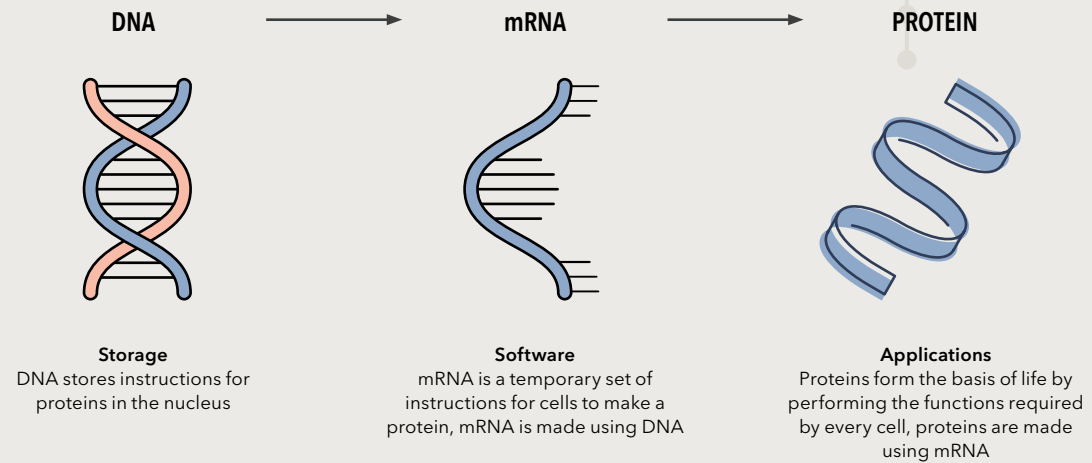 DNA
mRNA
PROTEIN
Storage
DNA stores instructions for
proteins in the nucleus
Software
mRNA is a temporary set of
instructions for cells to make a
protein, mRNA is made using DNA
Applications
Proteins form the basis of life by
performing the functions required
by every cell, proteins are made
using mRNA